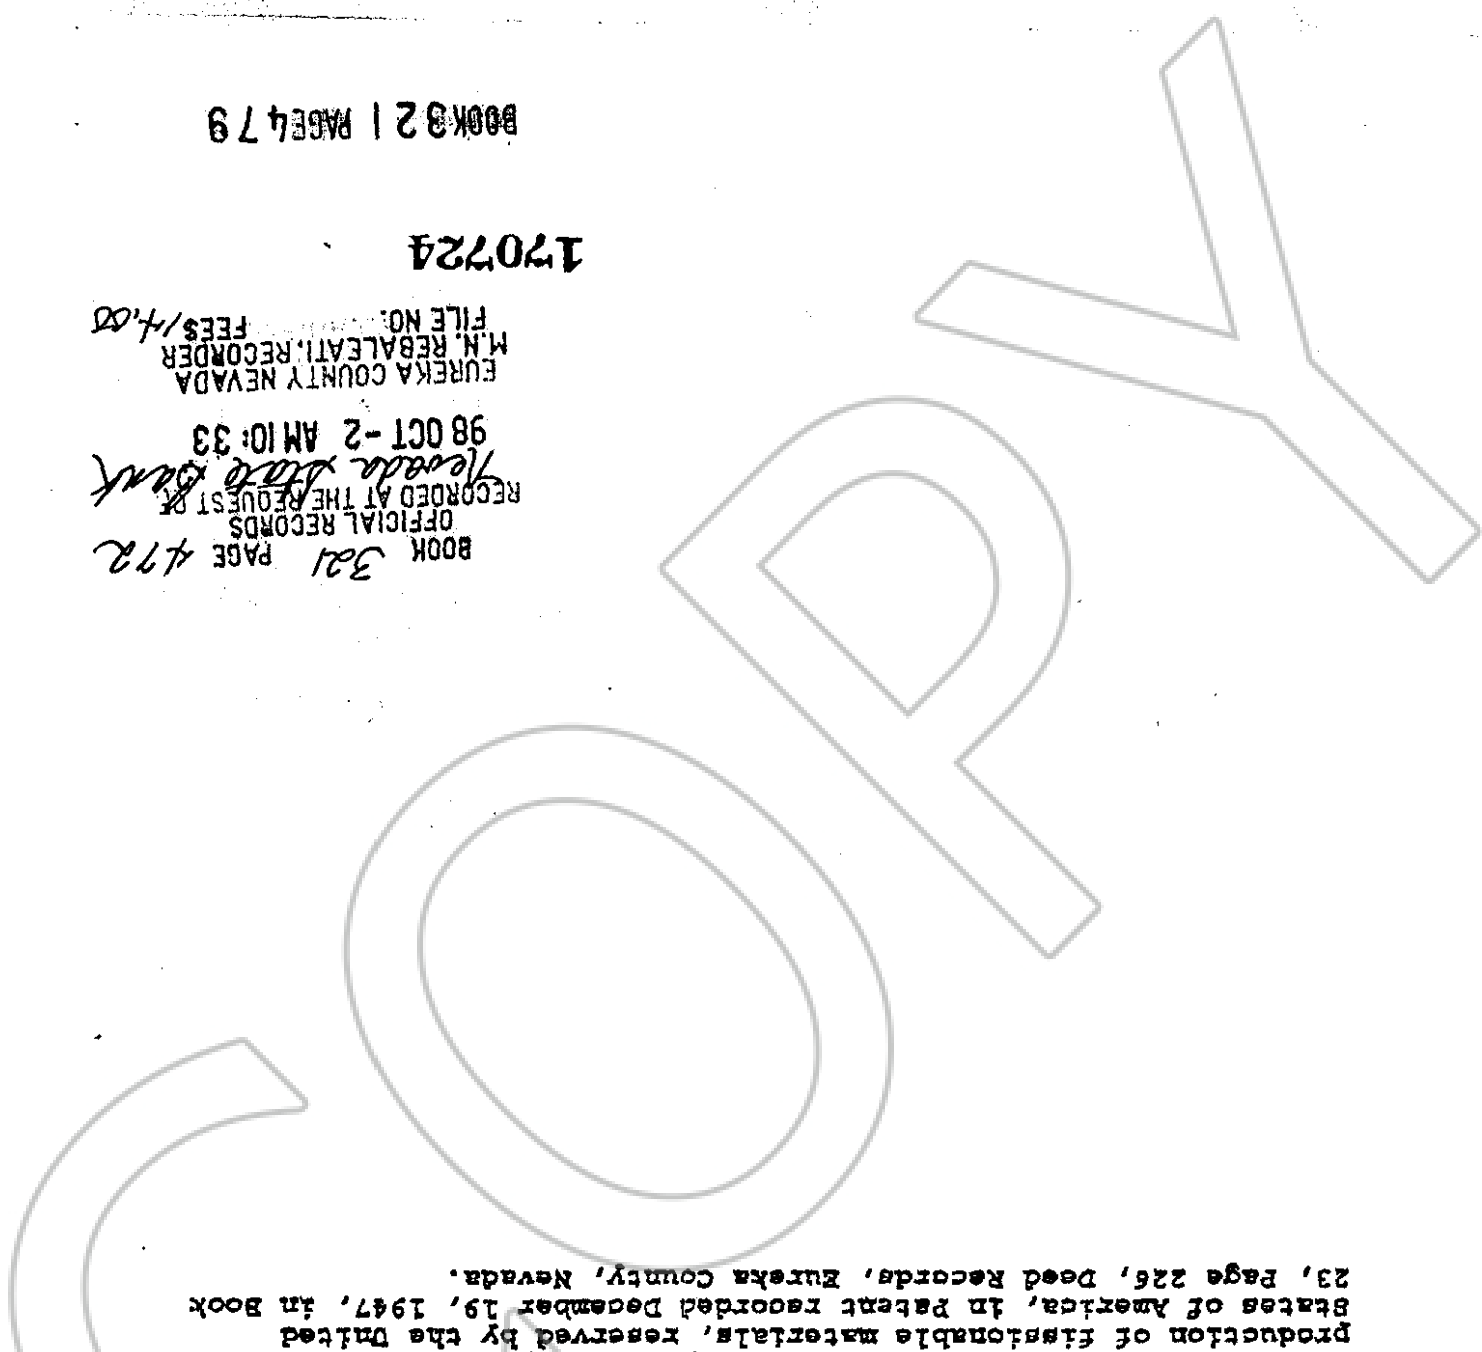 production of fissionable materials, reserved by the United
States of America, in Patent recorded December 19, 1947, in Book
23, Page 226, Deed Records, Eureka County, Nevada.
BOOK 321 PAGE 472
OFFICIAL RECORDS
RECORDED AT THE REQUEST OF
Nevada State Bank
98 OCT -2 AM 10:33
EUREKA COUNTY NEVADA
M.N. REBALEATI, RECORDER
FILE NO. FEES 14.00
170724
BOOK 321 PAGE 479
COPY